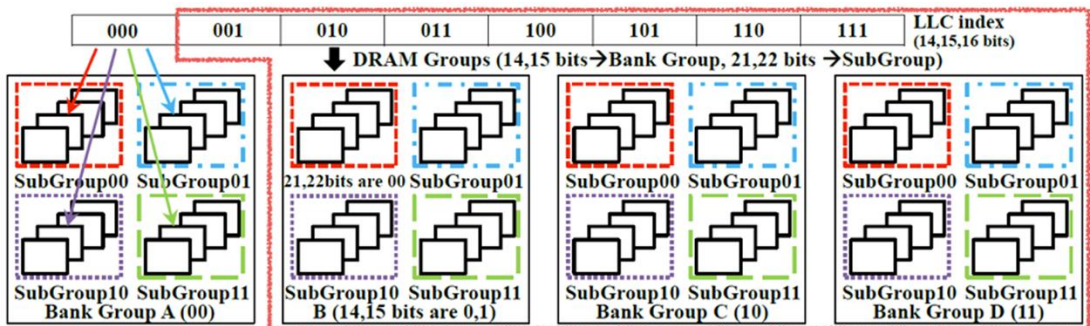 000 001 010 011 100 101 110 111 LLC index
(14,15,16 bits)
DRAM Groups (14,15 bits→Bank Group, 21,22 bits →SubGroup)
SubGroup00 SubGroup01 21,22bits are 00 SubGroup01 SubGroup00 SubGroup01 SubGroup00 SubGroup01
SubGroup10 SubGroup11 SubGroup10 SubGroup11 SubGroup10 SubGroup11 SubGroup10 SubGroup11
Bank Group A (00) B (14,15 bits are 0,1) Bank Group C (10) Bank Group D (11)